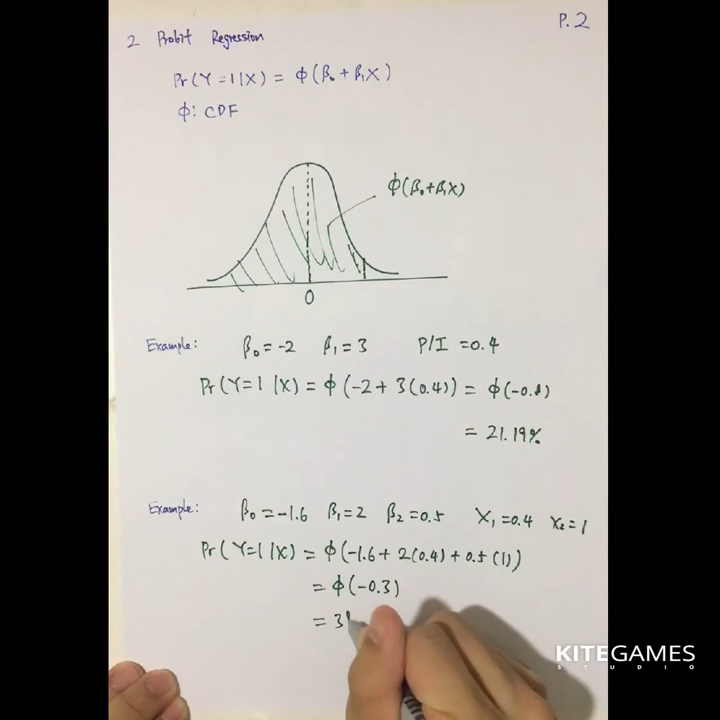 P.2
2 Probit Regression
Pr(Y=1|X) = Φ(β₀ + β₁X)
Φ: CDF
Φ(β₀+β₁X)
0
Example: β₀=-2 β₁=3 P/I =0.4
Pr(Y=1|X) = Φ(-2+3(0.4)) = Φ(-0.8)
= 21.19%
Example: β₀=-1.6 β₁=2 β₂=0.5 X₁=0.4 X₂=1
Pr(Y=1|X) = Φ(-1.6+2(0.4)+0.5(1))
= Φ(-0.3)
= 3
KITEGAMES
STUDIO